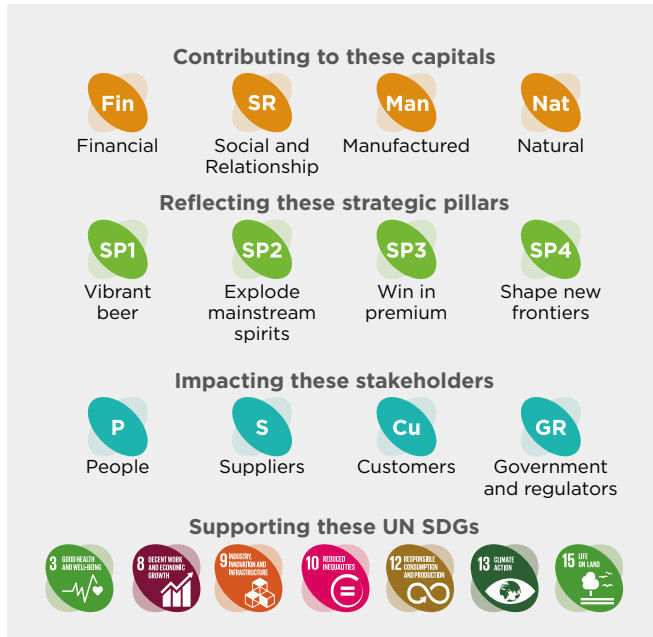 Contributing to these capitals
Fin SR Man Nat
Financial Social and Relationship Manufactured Natural
Reflecting these strategic pillars
SP1 SP2 SP3 SP4
Vibrant beer Explode mainstream spirits Win in premium Shape new frontiers
Impacting these stakeholders
P S Cu GR
People Suppliers Customers Government and regulators
Supporting these UN SDGs
3 GOOD HEALTH AND WELL-BEING
8 DECENT WORK AND ECONOMIC GROWTH
9 INDUSTRY, INNOVATION AND INFRASTRUCTURE
10 REDUCED INEQUALITIES
12 RESPONSIBLE CONSUMPTION AND PRODUCTION
13 CLIMATE ACTION
15 LIFE ON LAND